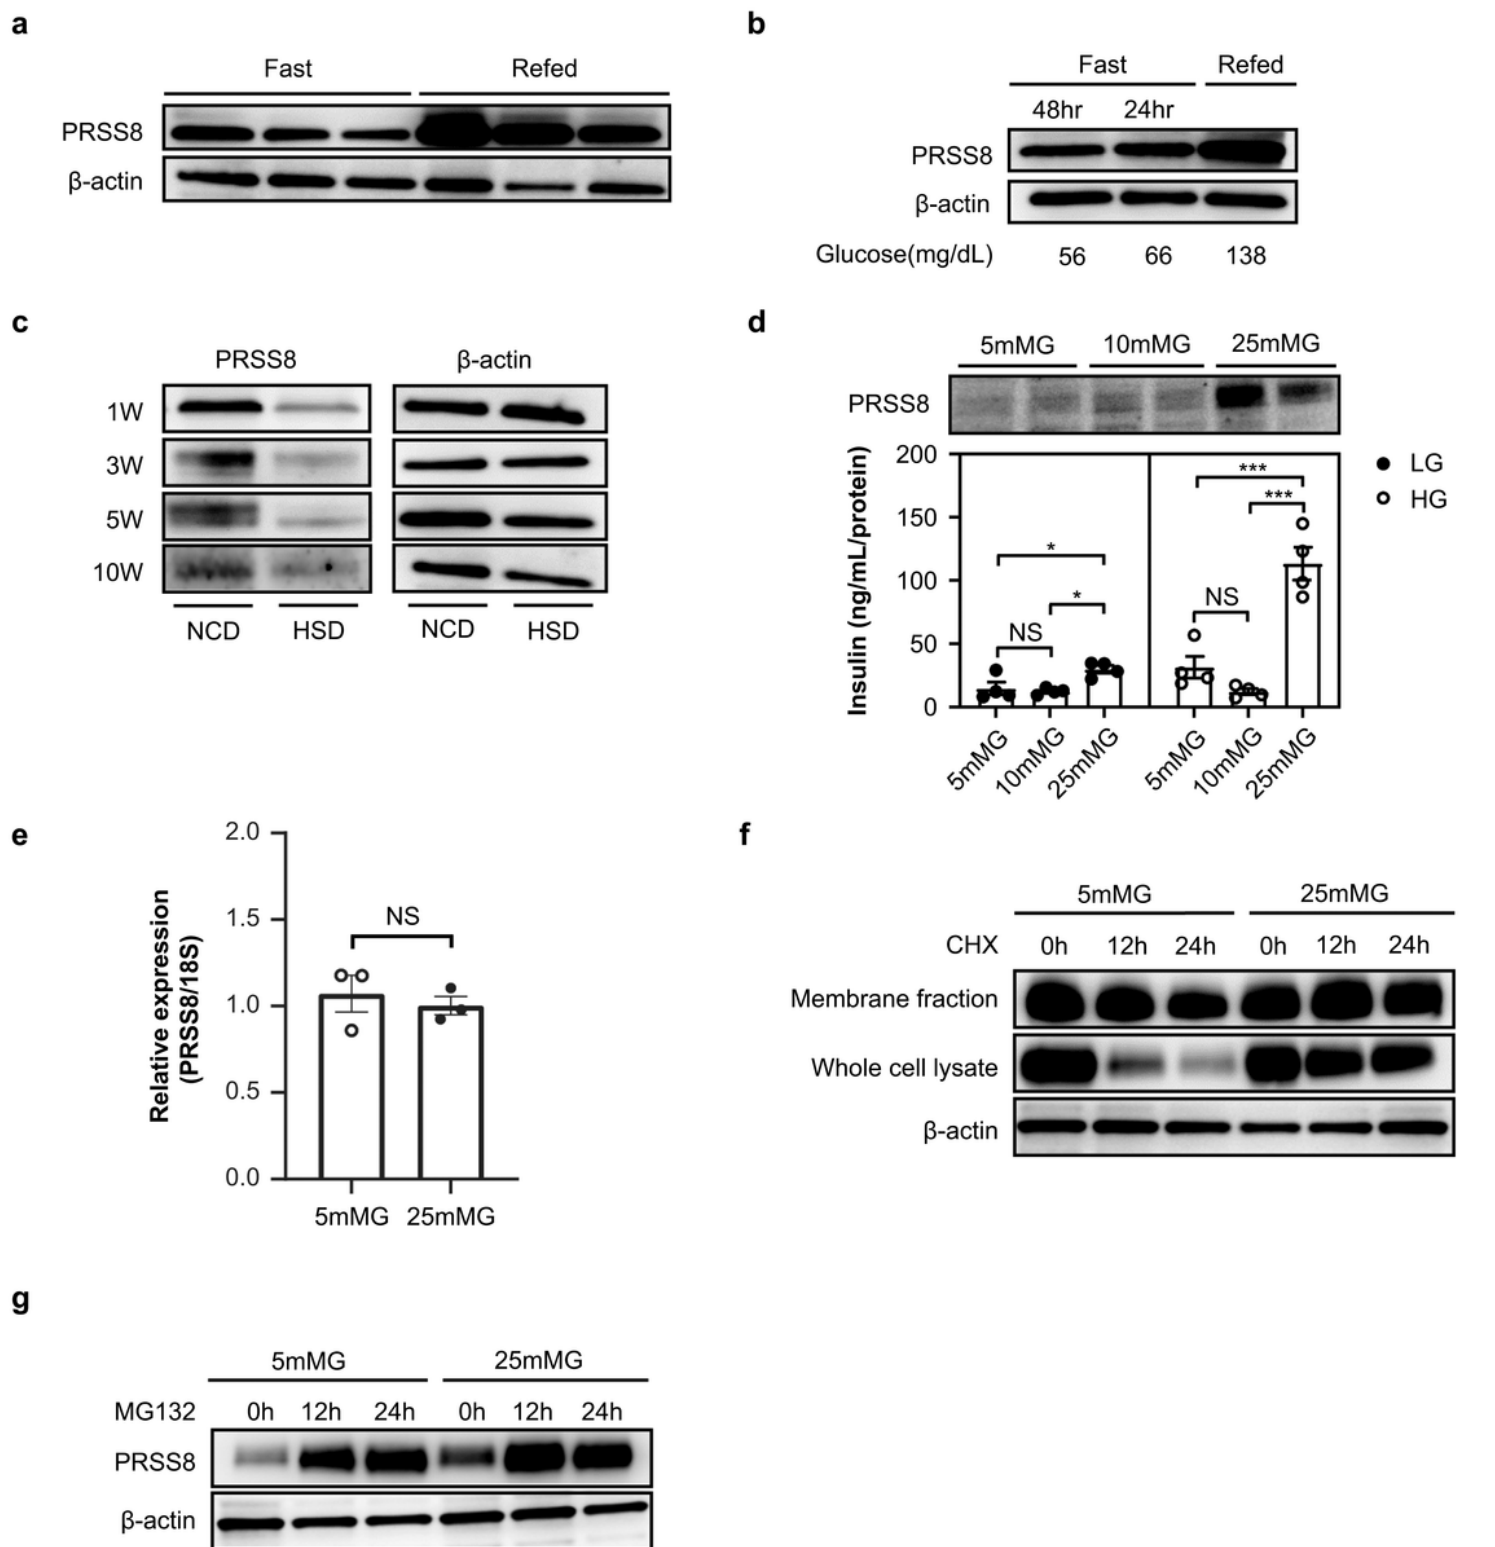 a
Fast Refed
PRSS8
β-actin
b
Fast Refed
48hr 24hr
PRSS8
β-actin
Glucose(mg/dL) 56 66 138
c
PRSS8 β-actin
1W
3W
5W
10W
NCD HSD NCD HSD
d
5mMG 10mMG 25mMG
PRSS8
Insulin (ng/mL/protein)
200
150
100
50
0
NS * *
NS *** ***
LG
HG
5mMG 10mMG 25mMG 5mMG 10mMG 25mMG
e
Relative expression
(PRSS8/18S)
2.0
1.5
1.0
0.5
0.0
NS
5mMG 25mMG
f
5mMG 25mMG
CHX 0h 12h 24h 0h 12h 24h
Membrane fraction
Whole cell lysate
β-actin
g
5mMG 25mMG
MG132 0h 12h 24h 0h 12h 24h
PRSS8
β-actin